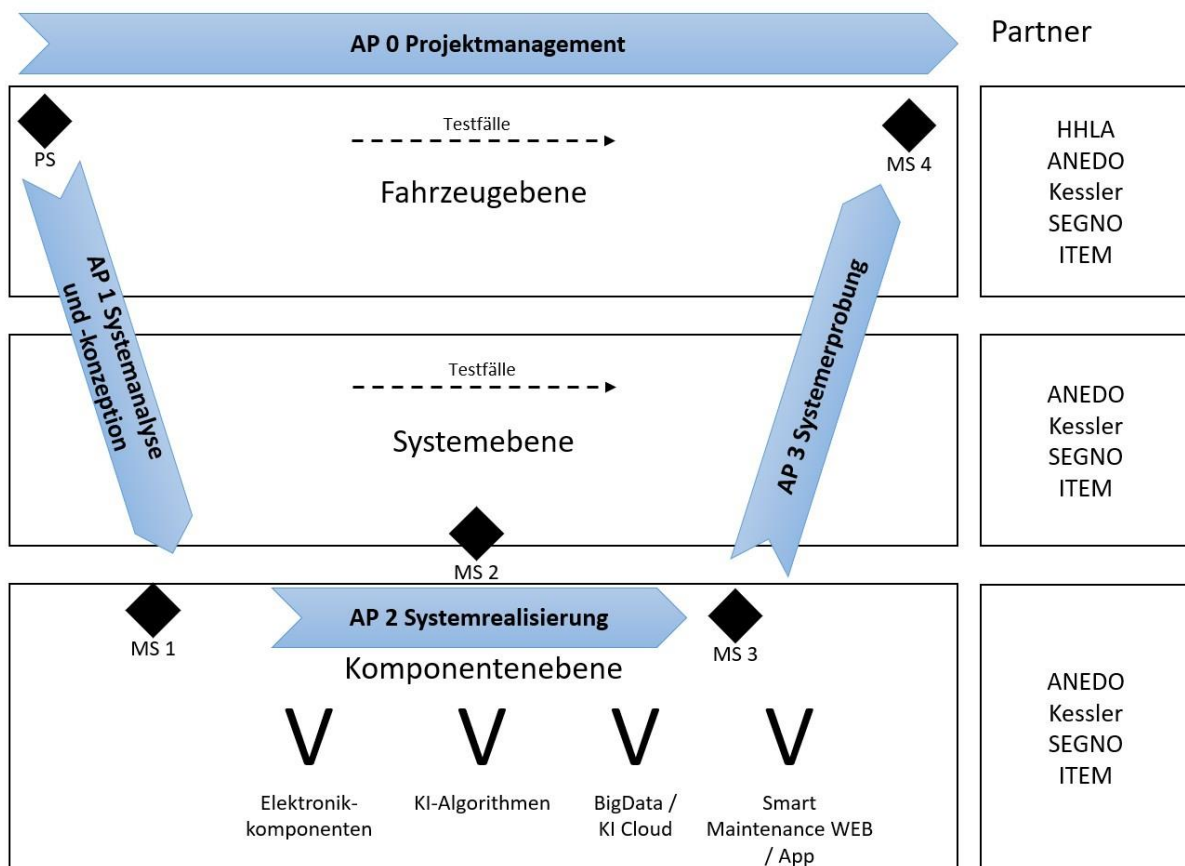 AP 0 Projektmanagement
Partner
PS
Testfälle
MS 4
Fahrzeugebene
HHLA
ANEDO
Kessler
SEGNO
ITEM
AP 1 Systemanalyse
und -konzeption
Testfälle
Systemebene
AP 3 Systemerprobung
ANEDO
Kessler
SEGNO
ITEM
MS 2
MS 1
AP 2 Systemrealisierung
MS 3
Komponentenebene
V
V
V
V
Elektronik-
komponenten
KI-Algorithmen
BigData /
KI Cloud
Smart
Maintenance WEB
/ App
ANEDO
Kessler
SEGNO
ITEM